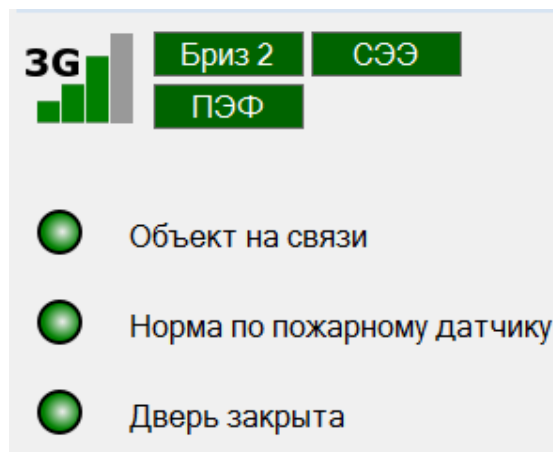 3G Бриз 2 СЭЭ
ПЭФ
Объект на связи
Норма по пожарному датчику
Дверь закрыта